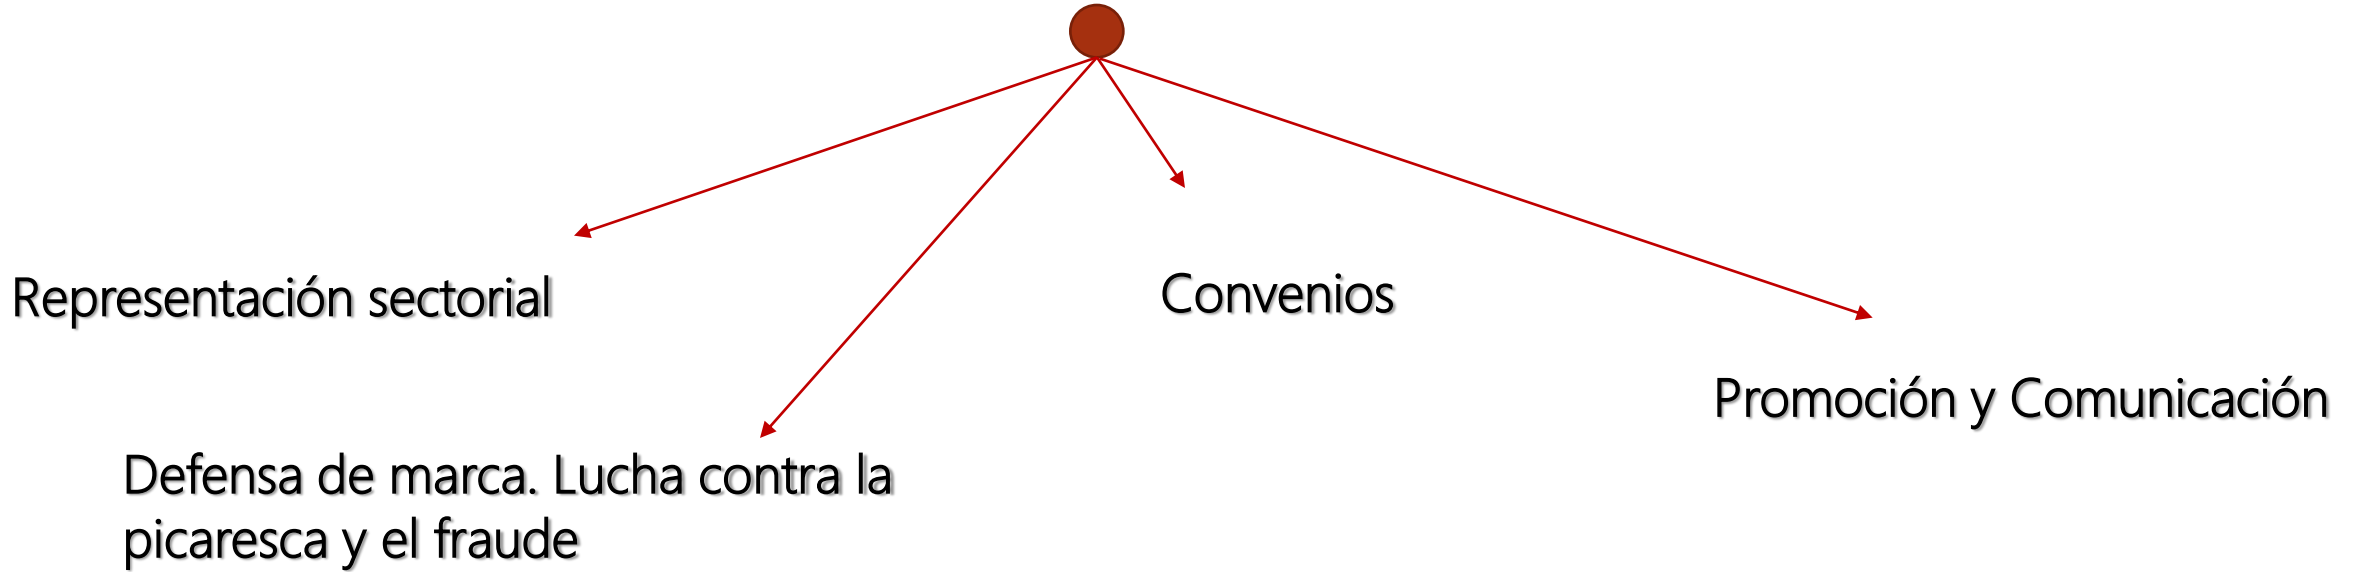 Representación sectorial
Convenios
Promoción y Comunicación
Defensa de marca. Lucha contra la
picaresca y el fraude